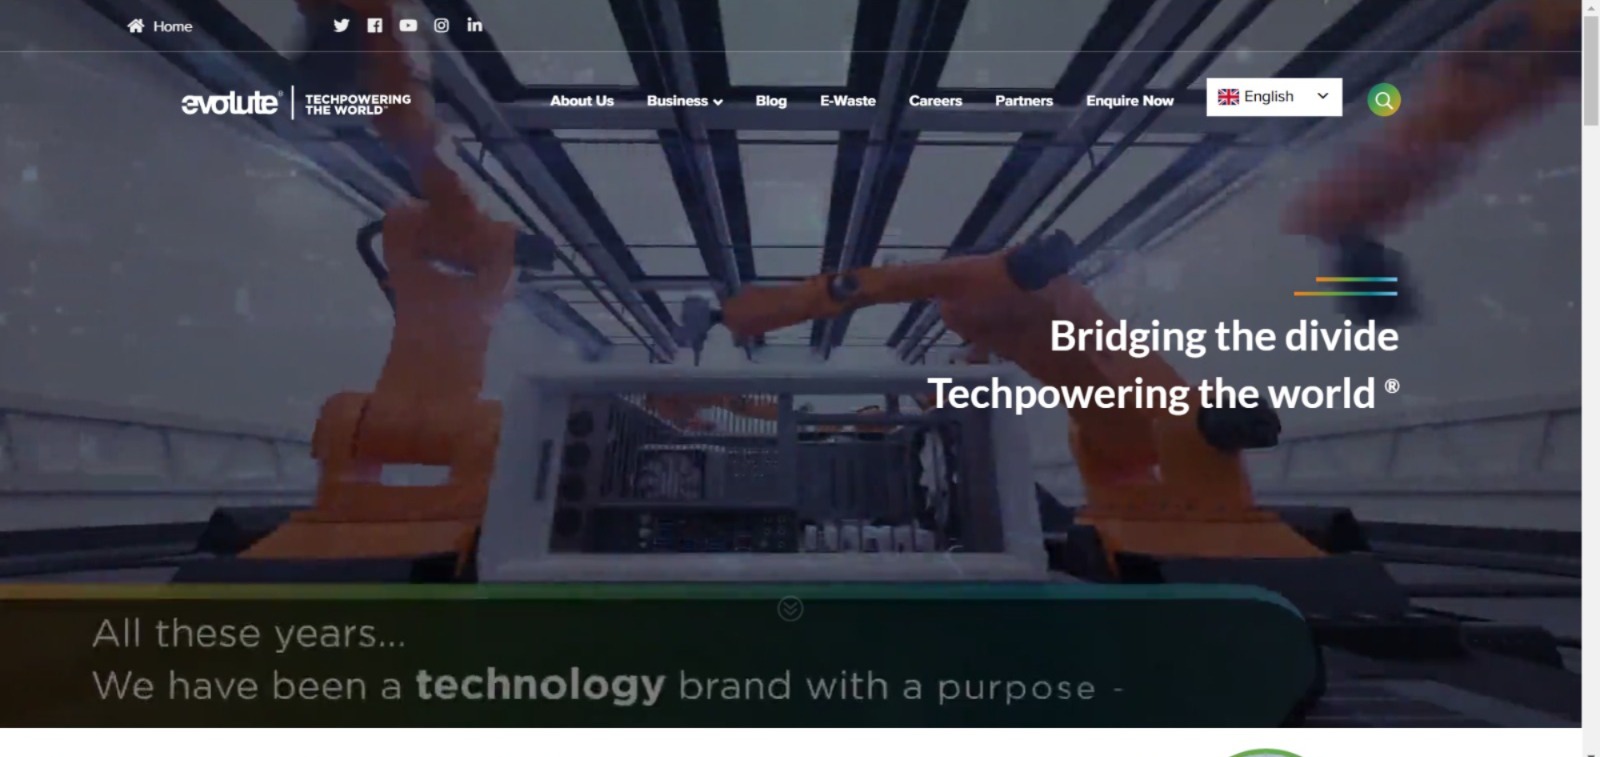 Home
evolute® TECHPOWERING
THE WORLD™
About Us Business Blog E-Waste Careers Partners Enquire Now English
Bridging the divide
Techpowering the world ®
All these years...
We have been a technology brand with a purpose -